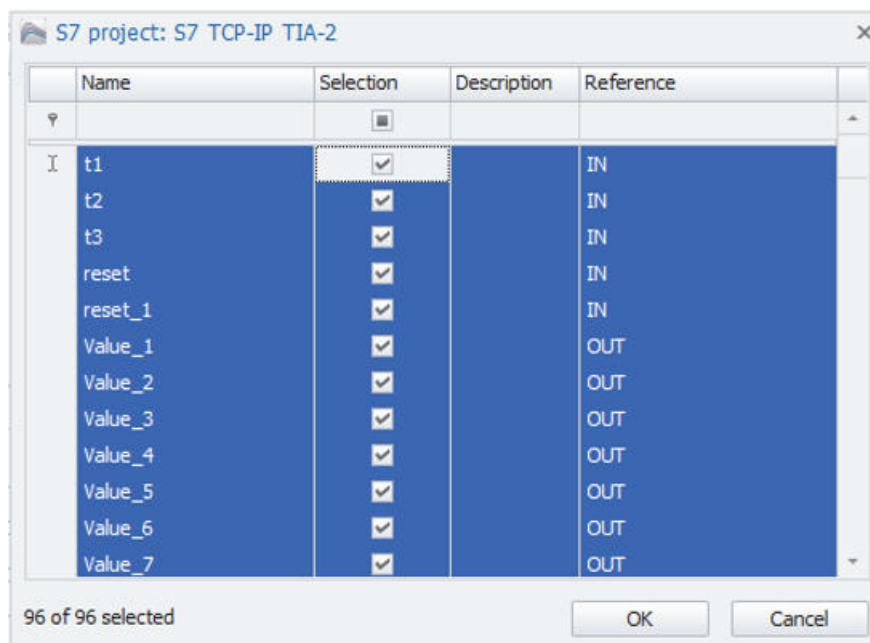 S7 project: S7 TCP-IP TIA-2
Name Selection Description Reference
t1 IN
t2 IN
t3 IN
reset IN
reset_1 IN
Value_1 OUT
Value_2 OUT
Value_3 OUT
Value_4 OUT
Value_5 OUT
Value_6 OUT
Value_7 OUT
96 of 96 selected OK Cancel